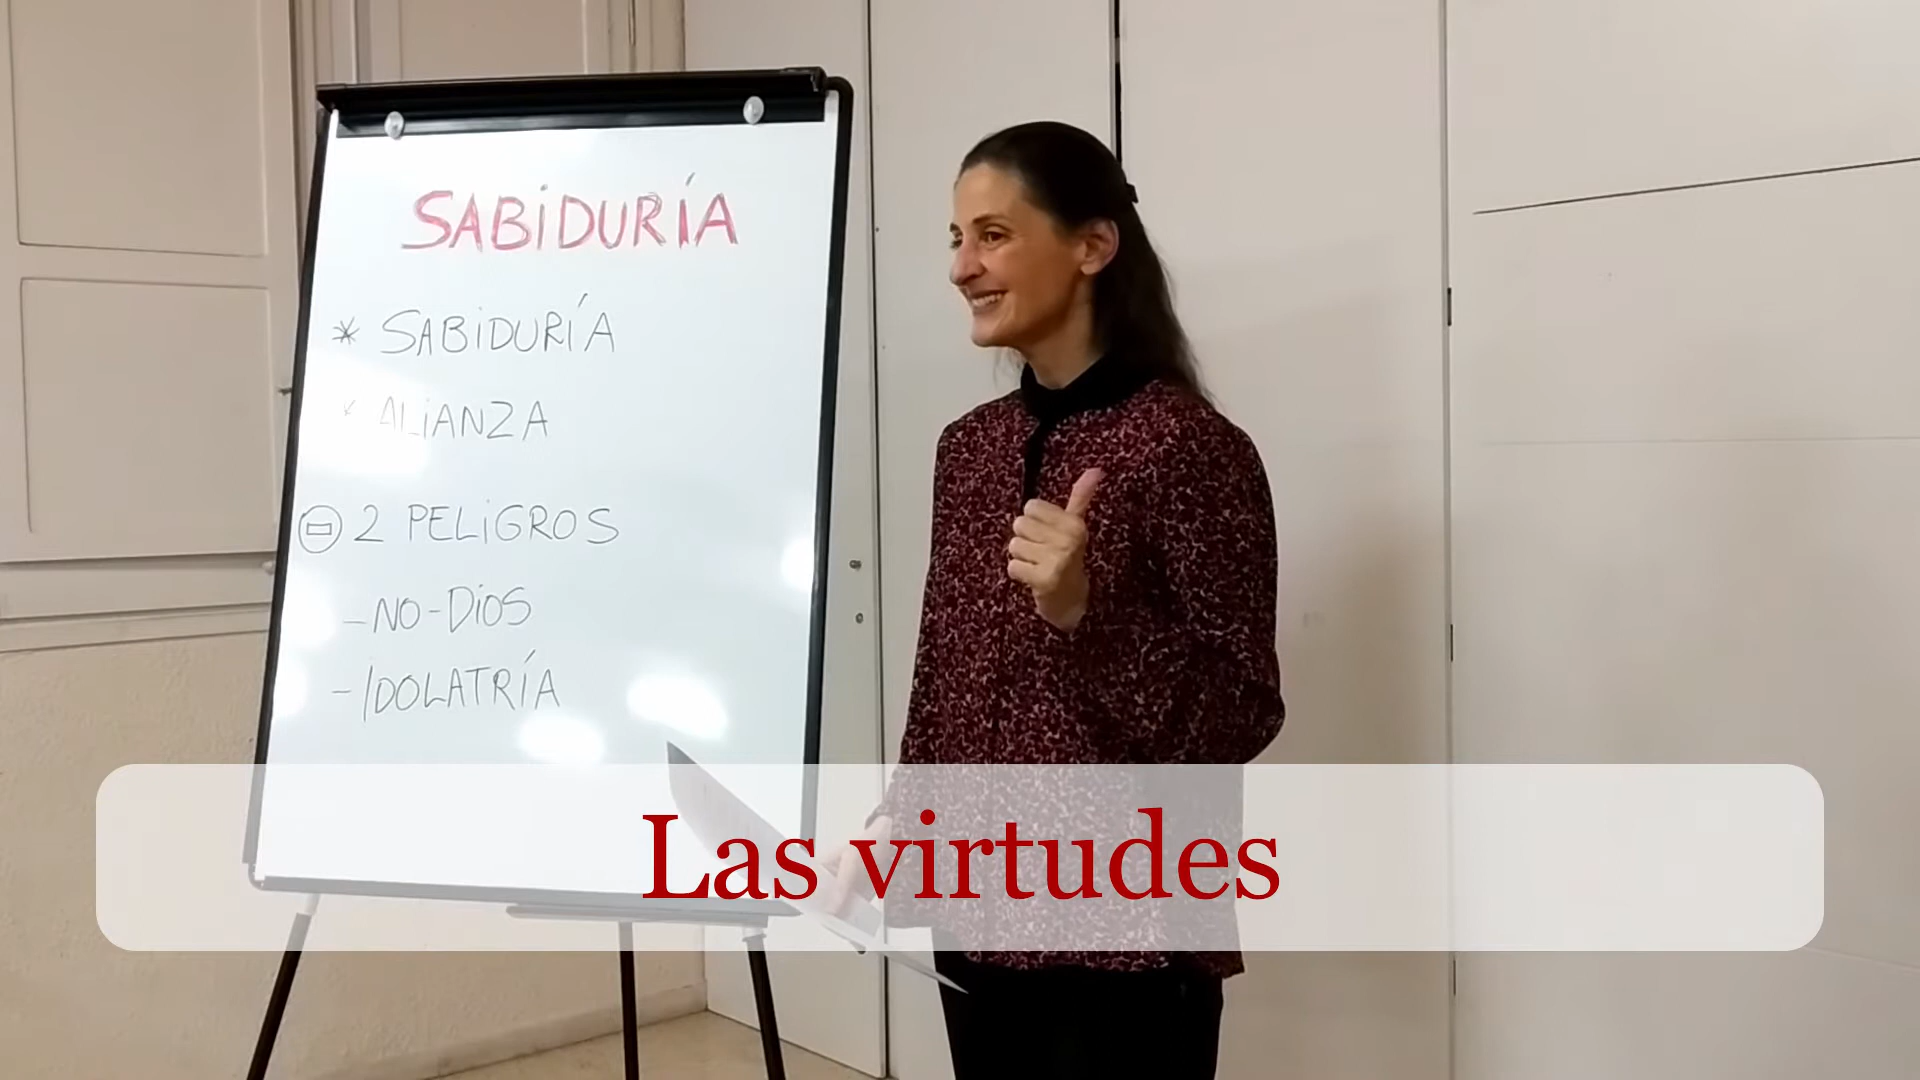 SABiDURÍA
* SABiDURÍA
* ALiANZA
⊖ 2 PELiGROS
- NO-DiOS
- IDOLATRÍA
Las virtudes